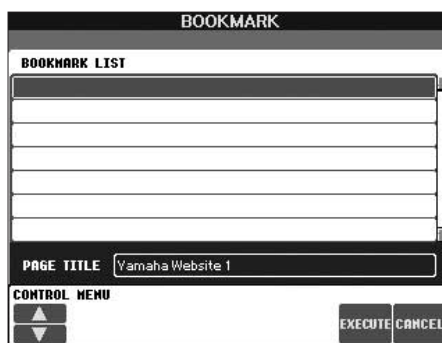 BOOKMARK
BOOKMARK LIST
PAGE TITLE Yamaha Website 1
CONTROL MENU
EXECUTE CANCEL